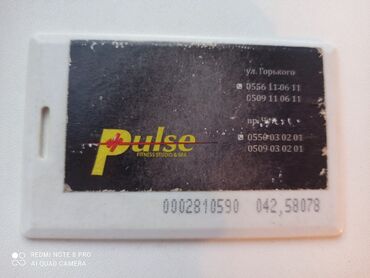 ул. Горького
0556 11 06 11
0509 11 06 11
0550 03 02 01
0509 03 02 01
Pulse
FITNESS STUDIO & SPA
0002810590 042,58078
REDMI NOTE 8 PRO
AI QUAD CAMERA